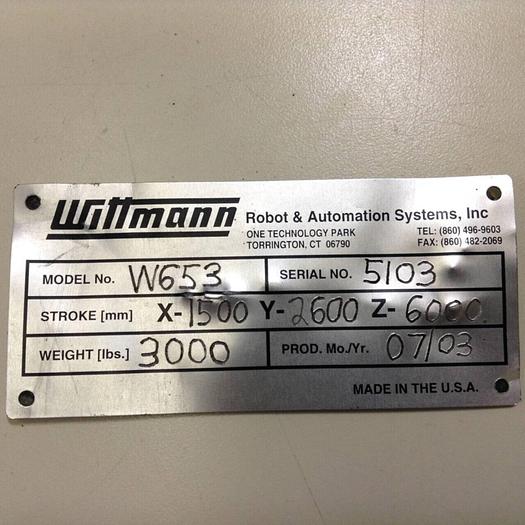 Wittmann Robot & Automation Systems, Inc
ONE TECHNOLOGY PARK TEL: (860) 496-9603
TORRINGTON, CT 06790 FAX: (860) 482-2069
MODEL No. W653 SERIAL NO. 5103
STROKE [mm] X-1500 Y-2600 Z-6000
WEIGHT [lbs.] 3000 PROD. Mo./Yr. 07/03
MADE IN THE U.S.A.